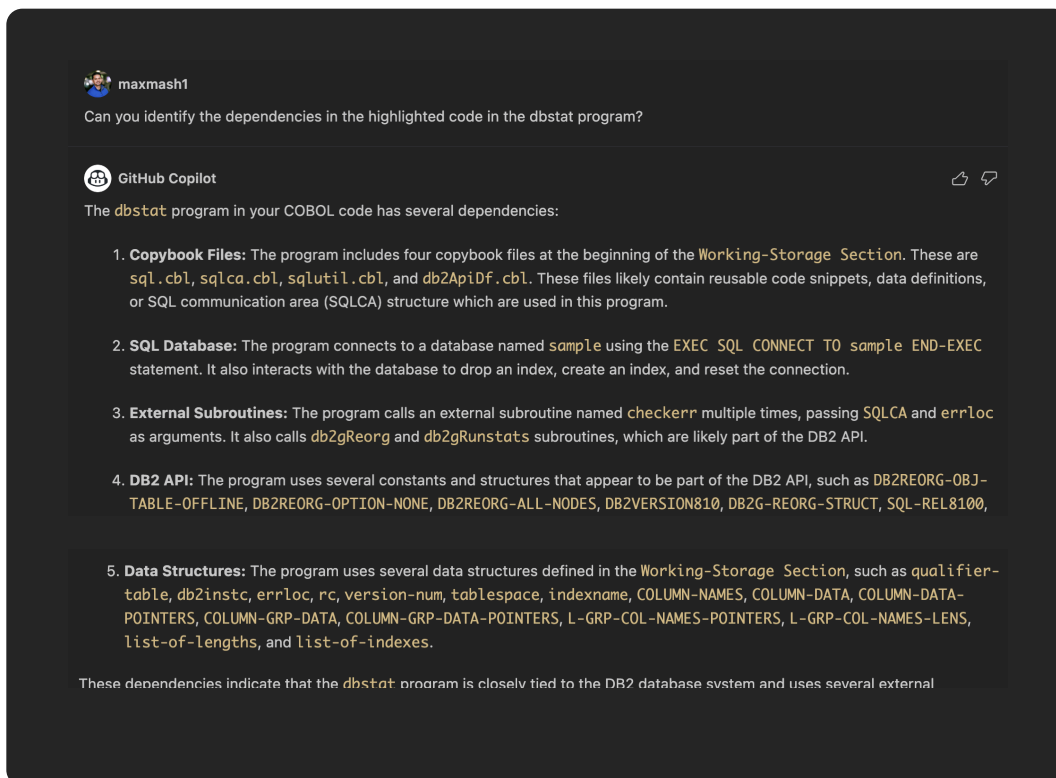 maxmash1
Can you identify the dependencies in the highlighted code in the dbstat program?
GitHub Copilot
The dbstat program in your COBOL code has several dependencies:
1. Copybook Files: The program includes four copybook files at the beginning of the Working-Storage Section. These are
sql.cbl, sqlca.cbl, sqlutil.cbl, and db2ApiDf.cbl. These files likely contain reusable code snippets, data definitions,
or SQL communication area (SQLCA) structure which are used in this program.
2. SQL Database: The program connects to a database named sample using the EXEC SQL CONNECT TO sample END-EXEC
statement. It also interacts with the database to drop an index, create an index, and reset the connection.
3. External Subroutines: The program calls an external subroutine named checkerr multiple times, passing SQLCA and errloc
as arguments. It also calls db2gReorg and db2gRunstats subroutines, which are likely part of the DB2 API.
4. DB2 API: The program uses several constants and structures that appear to be part of the DB2 API, such as DB2REORG-OBJ-
TABLE-OFFLINE, DB2REORG-OPTION-NONE, DB2REORG-ALL-NODES, DB2VERSION810, DB2G-REORG-STRUCT, SQL-REL8100,
5. Data Structures: The program uses several data structures defined in the Working-Storage Section, such as qualifier-
table, db2instc, errloc, rc, version-num, tablespace, indexname, COLUMN-NAMES, COLUMN-DATA, COLUMN-DATA-
POINTERS, COLUMN-GRP-DATA, COLUMN-GRP-DATA-POINTERS, L-GRP-COL-NAMES-POINTERS, L-GRP-COL-NAMES-LENS,
list-of-lengths, and list-of-indexes.
These dependencies indicate that the dbstat program is closely tied to the DB2 database system and uses several external